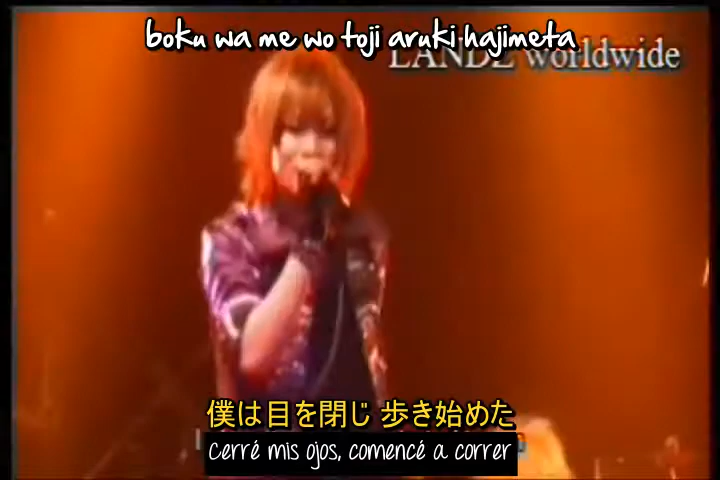 boku wa me wo toji aruki hajimeta
worldwide
僕は目を閉じ 歩き始めた
Cerré mis ojos, comencé a correr